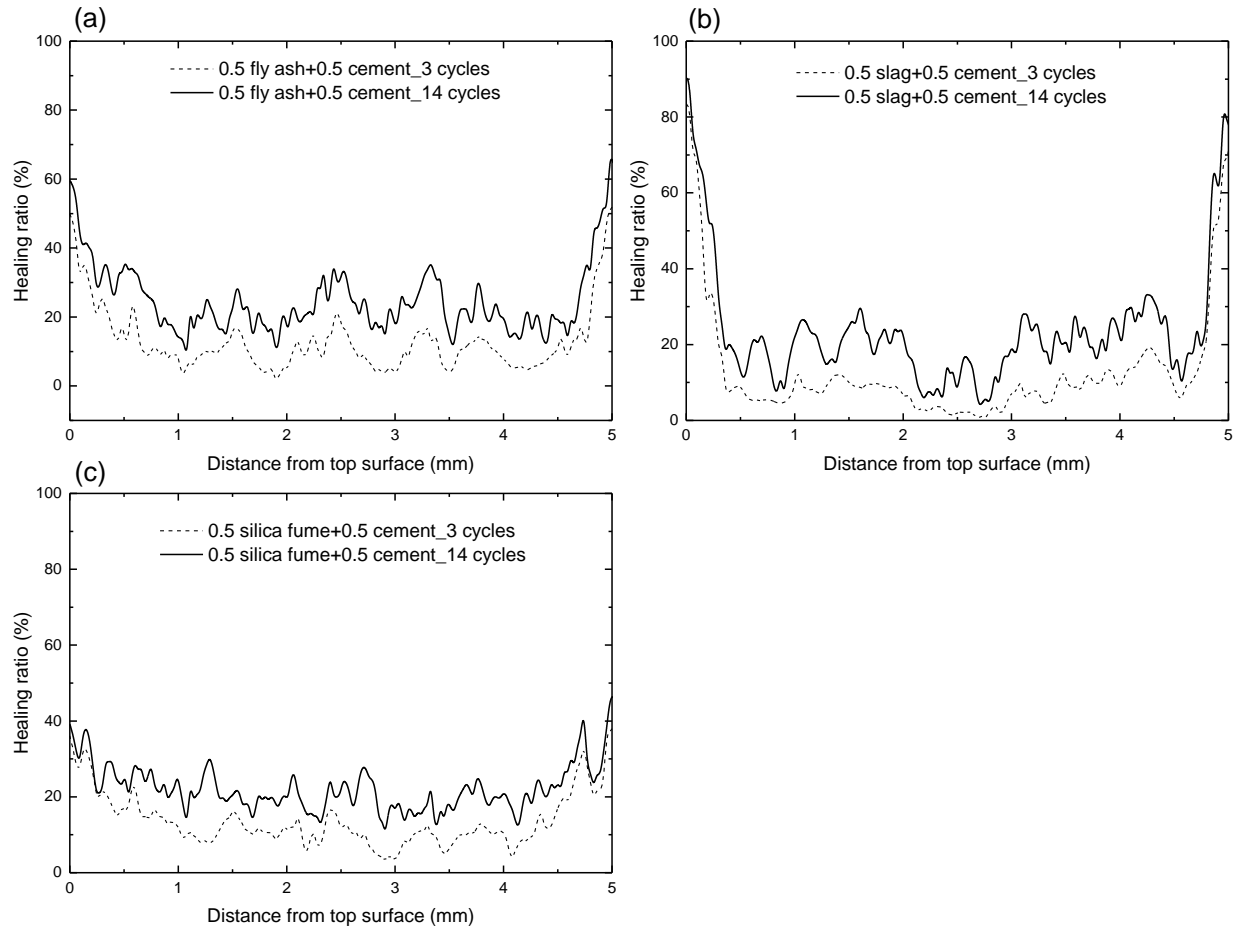 (a)
100
80
60
40
20
0
Healing ratio (%)
0.5 fly ash+0.5 cement_3 cycles
0.5 fly ash+0.5 cement_14 cycles
0 1 2 3 4 5
Distance from top surface (mm)
(b)
100
80
60
40
20
0
Healing ratio (%)
0.5 slag+0.5 cement_3 cycles
0.5 slag+0.5 cement_14 cycles
0 1 2 3 4 5
Distance from top surface (mm)
(c)
100
80
60
40
20
0
Healing ratio (%)
0.5 silica fume+0.5 cement_3 cycles
0.5 silica fume+0.5 cement_14 cycles
0 1 2 3 4 5
Distance from top surface (mm)